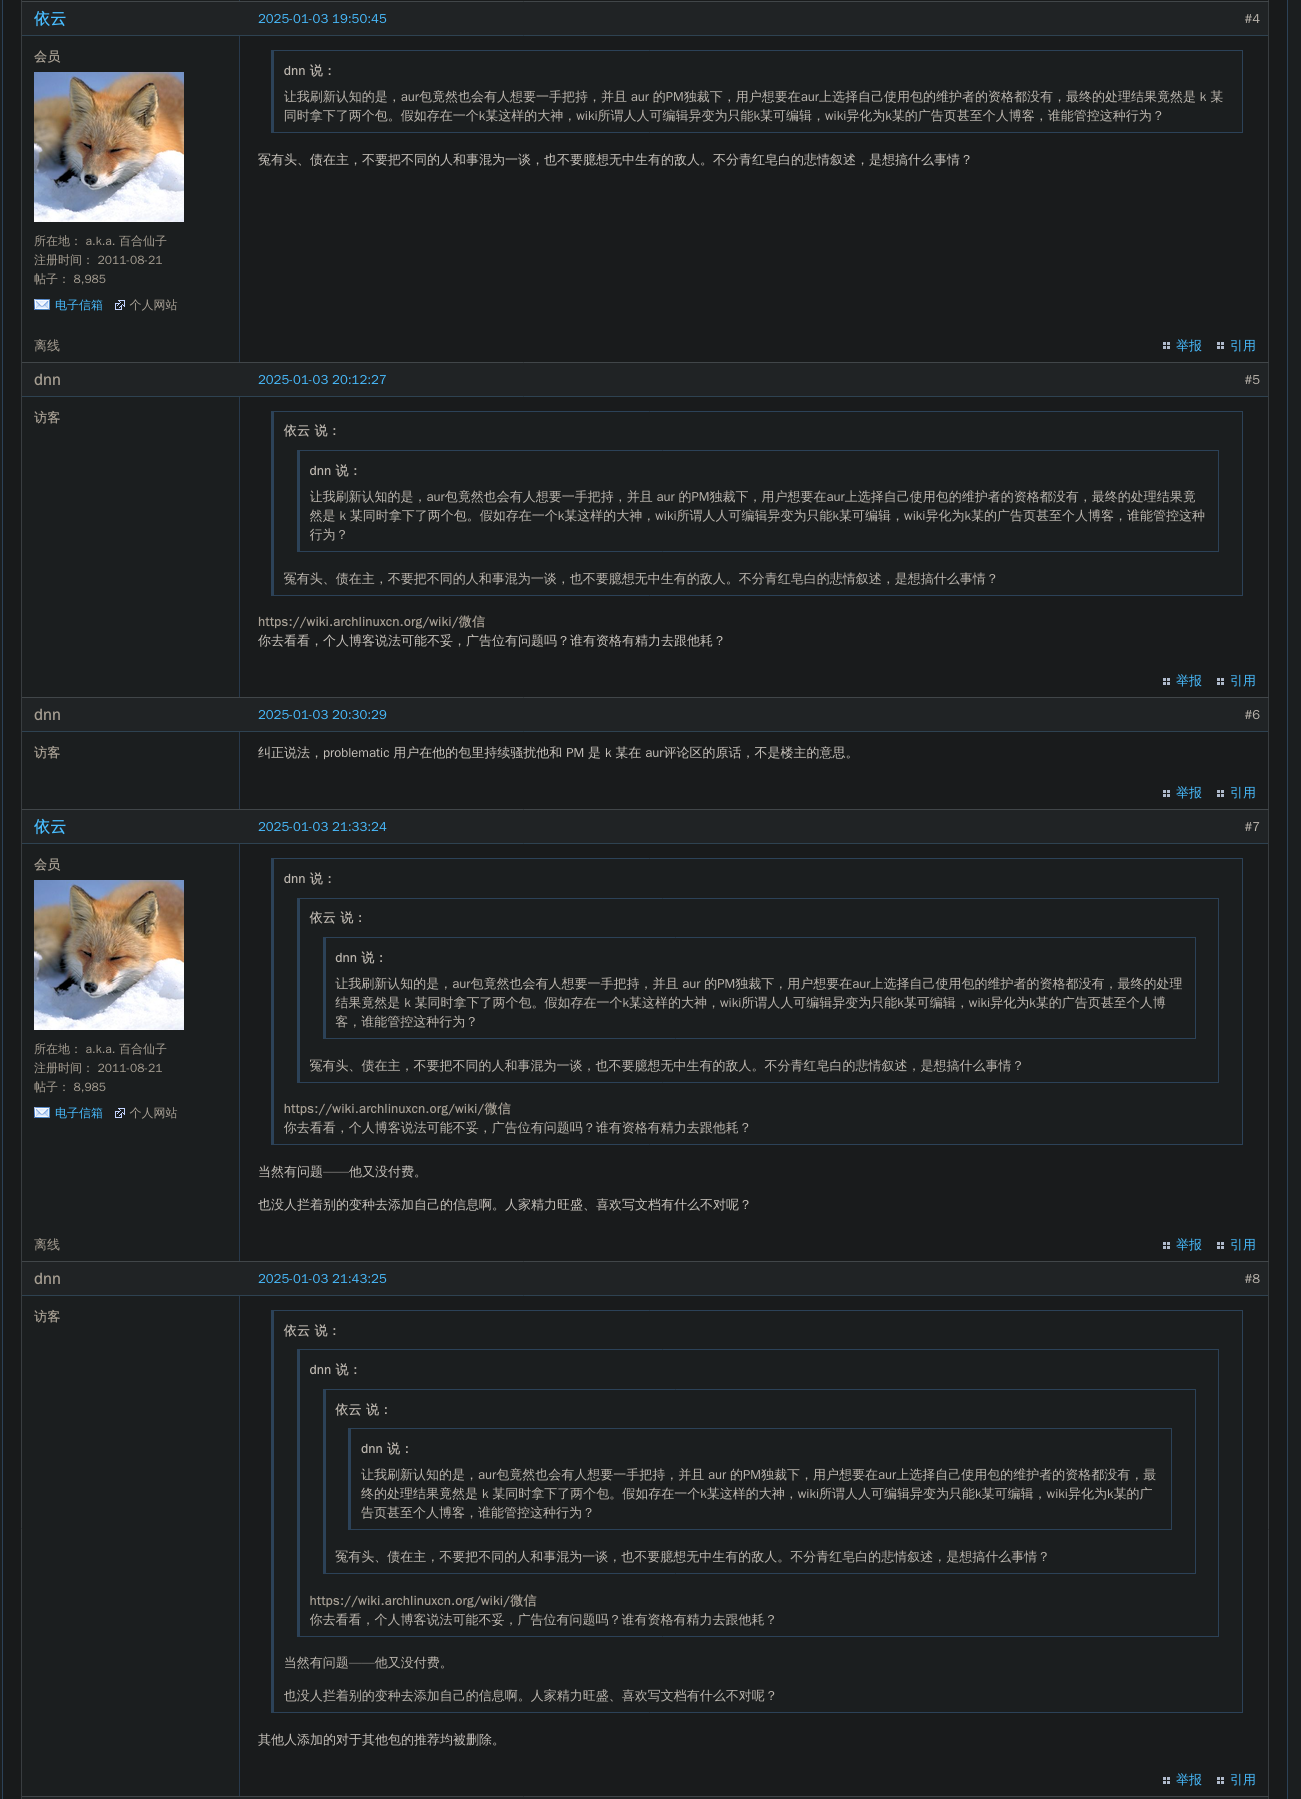 依云
2025-01-03 19:50:45
#4
会员
dnn 说：
让我刷新认知的是，aur包竟然也会有人想要一手把持，并且 aur 的PM独裁下，用户想要在aur上选择自己使用包的维护者的资格都没有，最终的处理结果竟然是 k 某
同时拿下了两个包。假如存在一个k某这样的大神，wiki所谓人人可编辑异变为只能k某可编辑，wiki异化为k某的广告页甚至个人博客，谁能管控这种行为？
冤有头、债在主，不要把不同的人和事混为一谈，也不要臆想无中生有的敌人。不分青红皂白的悲情叙述，是想搞什么事情？
所在地： a.k.a. 百合仙子
注册时间： 2011-08-21
帖子： 8,985
电子信箱 个人网站
离线
举报 引用
dnn
2025-01-03 20:12:27
#5
访客
依云 说：
dnn 说：
让我刷新认知的是，aur包竟然也会有人想要一手把持，并且 aur 的PM独裁下，用户想要在aur上选择自己使用包的维护者的资格都没有，最终的处理结果竟
然是 k 某同时拿下了两个包。假如存在一个k某这样的大神，wiki所谓人人可编辑异变为只能k某可编辑，wiki异化为k某的广告页甚至个人博客，谁能管控这种
行为？
冤有头、债在主，不要把不同的人和事混为一谈，也不要臆想无中生有的敌人。不分青红皂白的悲情叙述，是想搞什么事情？
https://wiki.archlinuxcn.org/wiki/微信
你去看看，个人博客说法可能不妥，广告位有问题吗？谁有资格有精力去跟他耗？
举报 引用
dnn
2025-01-03 20:30:29
#6
访客
纠正说法，problematic 用户在他的包里持续骚扰他和 PM 是 k 某在 aur评论区的原话，不是楼主的意思。
举报 引用
依云
2025-01-03 21:33:24
#7
会员
dnn 说：
依云 说：
dnn 说：
让我刷新认知的是，aur包竟然也会有人想要一手把持，并且 aur 的PM独裁下，用户想要在aur上选择自己使用包的维护者的资格都没有，最终的处理
结果竟然是 k 某同时拿下了两个包。假如存在一个k某这样的大神，wiki所谓人人可编辑异变为只能k某可编辑，wiki异化为k某的广告页甚至个人博
客，谁能管控这种行为？
冤有头、债在主，不要把不同的人和事混为一谈，也不要臆想无中生有的敌人。不分青红皂白的悲情叙述，是想搞什么事情？
https://wiki.archlinuxcn.org/wiki/微信
你去看看，个人博客说法可能不妥，广告位有问题吗？谁有资格有精力去跟他耗？
当然有问题——他又没付费。
也没人拦着别的变种去添加自己的信息啊。人家精力旺盛、喜欢写文档有什么不对呢？
所在地： a.k.a. 百合仙子
注册时间： 2011-08-21
帖子： 8,985
电子信箱 个人网站
离线
举报 引用
dnn
2025-01-03 21:43:25
#8
访客
依云 说：
dnn 说：
依云 说：
dnn 说：
让我刷新认知的是，aur包竟然也会有人想要一手把持，并且 aur 的PM独裁下，用户想要在aur上选择自己使用包的维护者的资格都没有，最
终的处理结果竟然是 k 某同时拿下了两个包。假如存在一个k某这样的大神，wiki所谓人人可编辑异变为只能k某可编辑，wiki异化为k某的广
告页甚至个人博客，谁能管控这种行为？
冤有头、债在主，不要把不同的人和事混为一谈，也不要臆想无中生有的敌人。不分青红皂白的悲情叙述，是想搞什么事情？
https://wiki.archlinuxcn.org/wiki/微信
你去看看，个人博客说法可能不妥，广告位有问题吗？谁有资格有精力去跟他耗？
当然有问题——他又没付费。
也没人拦着别的变种去添加自己的信息啊。人家精力旺盛、喜欢写文档有什么不对呢？
其他人添加的对于其他包的推荐均被删除。
举报 引用